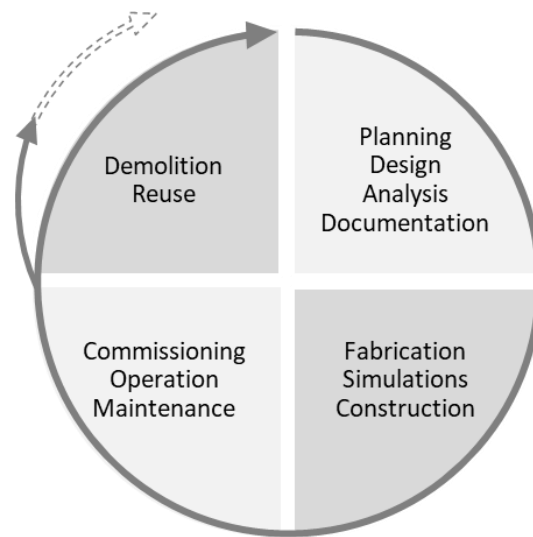 Demolition
Reuse
Planning
Design
Analysis
Documentation
Commissioning
Operation
Maintenance
Fabrication
Simulations
Construction